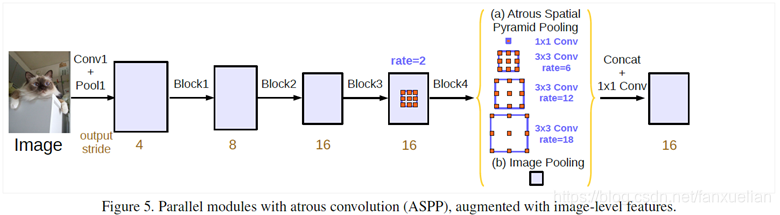 (a) Atrous Spatial
Pyramid Pooling
Conv1
+
Pool1
Block1
Block2
Block3
rate=2
Block4
1x1 Conv
3x3 Conv
rate=6
3x3 Conv
rate=12
3x3 Conv
rate=18
(b) Image Pooling
Concat
+
1x1 Conv
Image
output
stride
4
8
16
16
16
https://blog.csdn.net/fanxuelian
Figure 5. Parallel modules with atrous convolution (ASPP), augmented with image-level features.